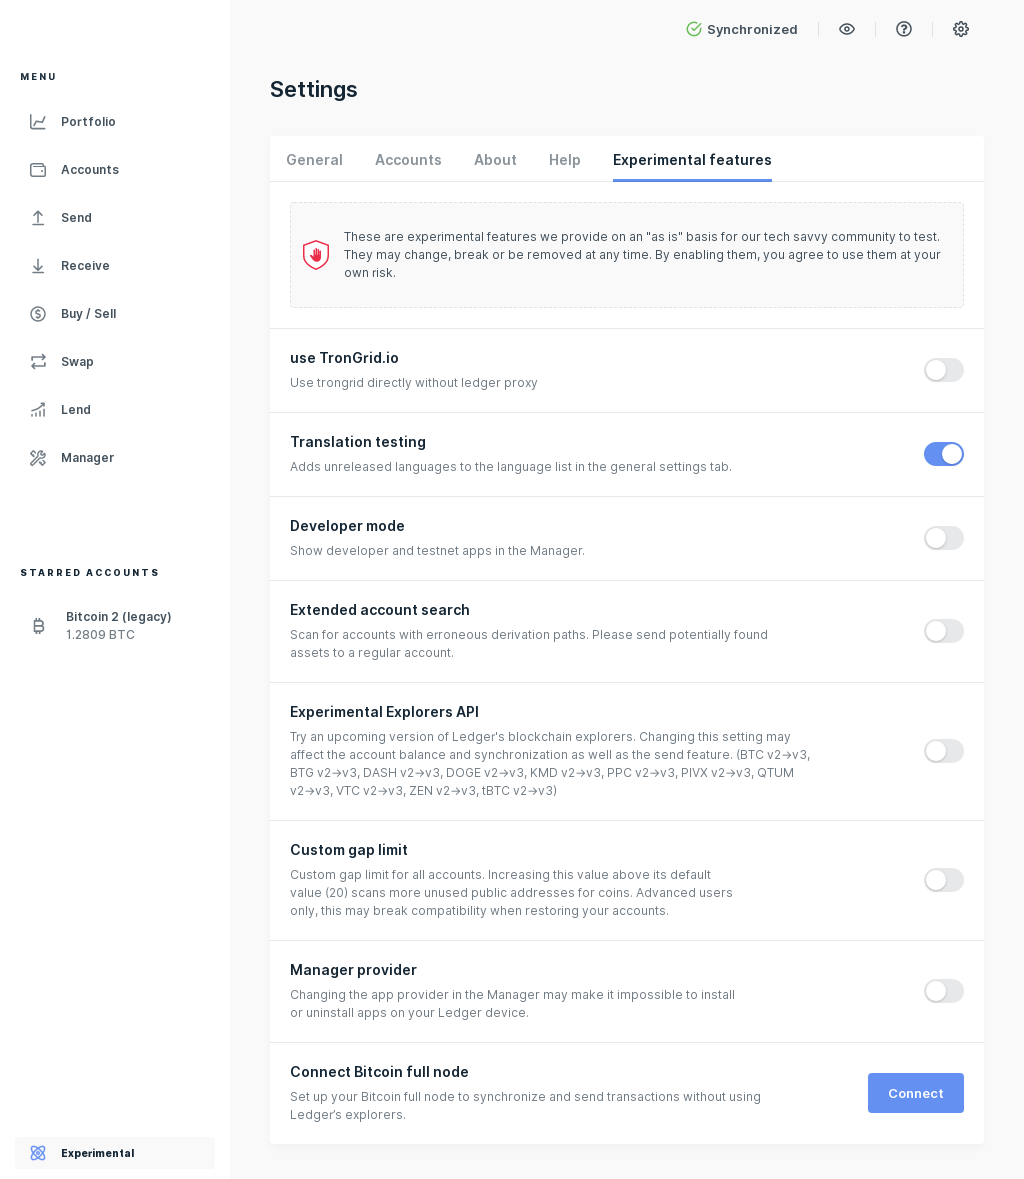 Synchronized
MENU
Portfolio
Accounts
Send
Receive
Buy / Sell
Swap
Lend
Manager
STARRED ACCOUNTS
Bitcoin 2 (legacy)
1.2809 BTC
Experimental
Settings
General Accounts About Help Experimental features
These are experimental features we provide on an "as is" basis for our tech savvy community to test.
They may change, break or be removed at any time. By enabling them, you agree to use them at your
own risk.
use TronGrid.io
Use trongrid directly without ledger proxy
Translation testing
Adds unreleased languages to the language list in the general settings tab.
Developer mode
Show developer and testnet apps in the Manager.
Extended account search
Scan for accounts with erroneous derivation paths. Please send potentially found
assets to a regular account.
Experimental Explorers API
Try an upcoming version of Ledger's blockchain explorers. Changing this setting may
affect the account balance and synchronization as well as the send feature. (BTC v2->v3,
BTG v2->v3, DASH v2->v3, DOGE v2->v3, KMD v2->v3, PPC v2->v3, PIVX v2->v3, QTUM
v2->v3, VTC v2->v3, ZEN v2->v3, tBTC v2->v3)
Custom gap limit
Custom gap limit for all accounts. Increasing this value above its default
value (20) scans more unused public addresses for coins. Advanced users
only, this may break compatibility when restoring your accounts.
Manager provider
Changing the app provider in the Manager may make it impossible to install
or uninstall apps on your Ledger device.
Connect Bitcoin full node
Set up your Bitcoin full node to synchronize and send transactions without using
Ledger's explorers.
Connect